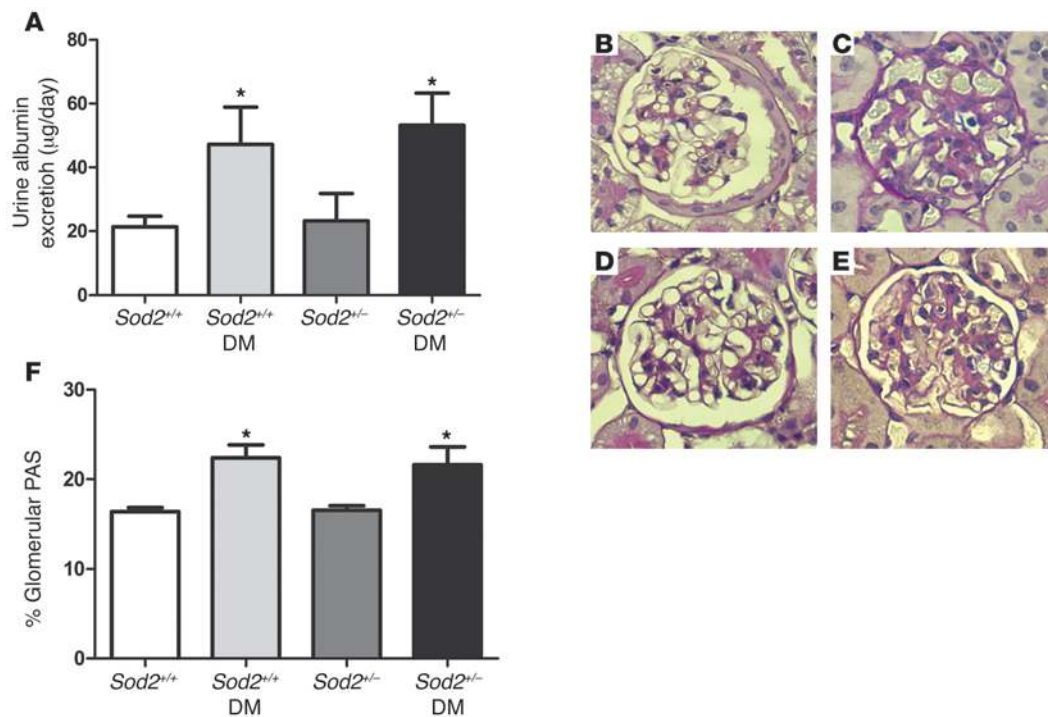 A
80
60
40
20
0
Urine albumin
excretion (μg/day)
*
*
Sod2+/+
Sod2+/+
DM
Sod2+/–
Sod2+/–
DM
B
C
D
E
F
30
20
10
0
% Glomerular PAS
*
*
Sod2+/+
Sod2+/+
DM
Sod2+/–
Sod2+/–
DM